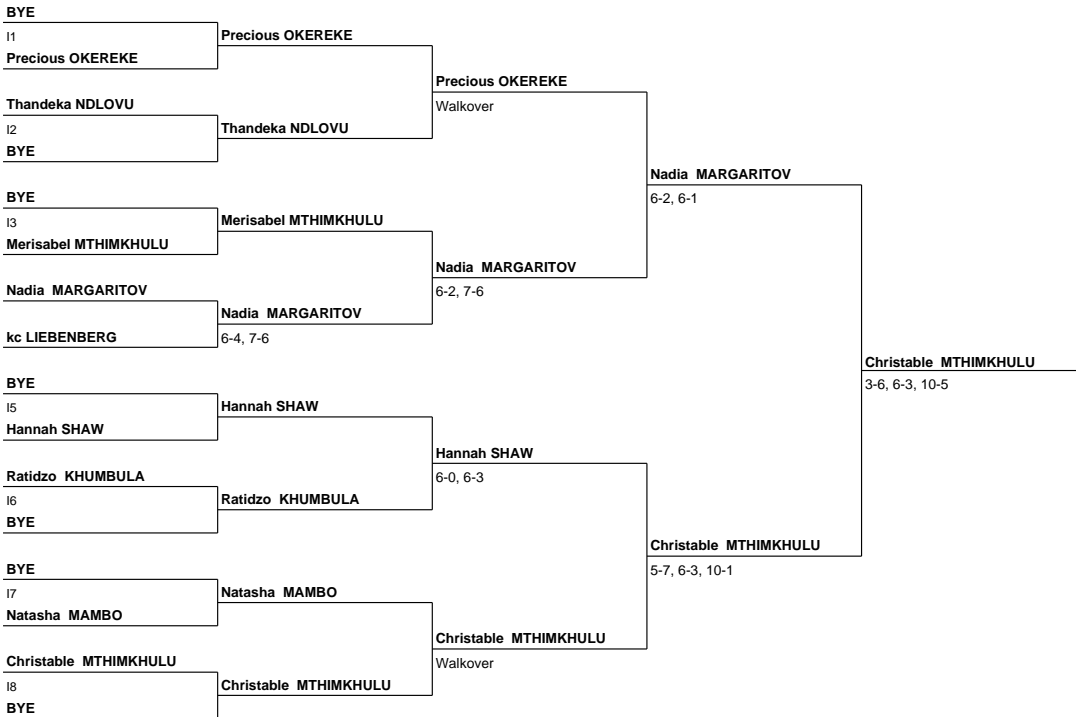 BYE
I1
Precious OKEREKE
Precious OKEREKE
Thandeka NDLOVU
I2
BYE
Thandeka NDLOVU
Precious OKEREKE
Walkover
BYE
I3
Merisabel MTHIMKHULU
Merisabel MTHIMKHULU
Nadia MARGARITOV
kc LIEBENBERG
Nadia MARGARITOV
6-4, 7-6
Nadia MARGARITOV
6-2, 7-6
Nadia MARGARITOV
6-2, 6-1
BYE
I5
Hannah SHAW
Hannah SHAW
Ratidzo KHUMBULA
I6
BYE
Ratidzo KHUMBULA
Hannah SHAW
6-0, 6-3
BYE
I7
Natasha MAMBO
Natasha MAMBO
Christable MTHIMKHULU
I8
BYE
Christable MTHIMKHULU
Christable MTHIMKHULU
Walkover
Christable MTHIMKHULU
5-7, 6-3, 10-1
Christable MTHIMKHULU
3-6, 6-3, 10-5